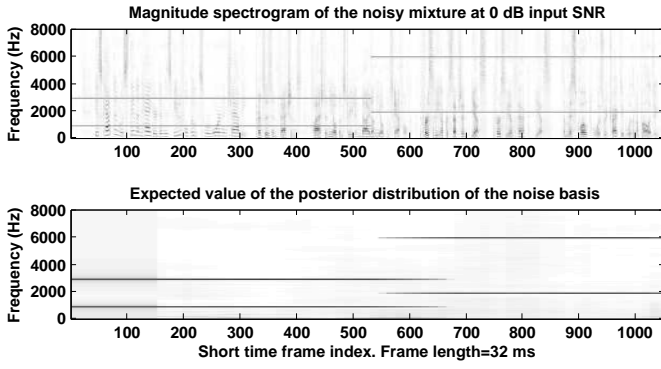 Magnitude spectrogram of the noisy mixture at 0 dB input SNR
Frequency (Hz)
8000
6000
4000
2000
0
100 200 300 400 500 600 700 800 900 1000
Expected value of the posterior distribution of the noise basis
Frequency (Hz)
8000
6000
4000
2000
0
100 200 300 400 500 600 700 800 900 1000
Short time frame index. Frame length=32 ms